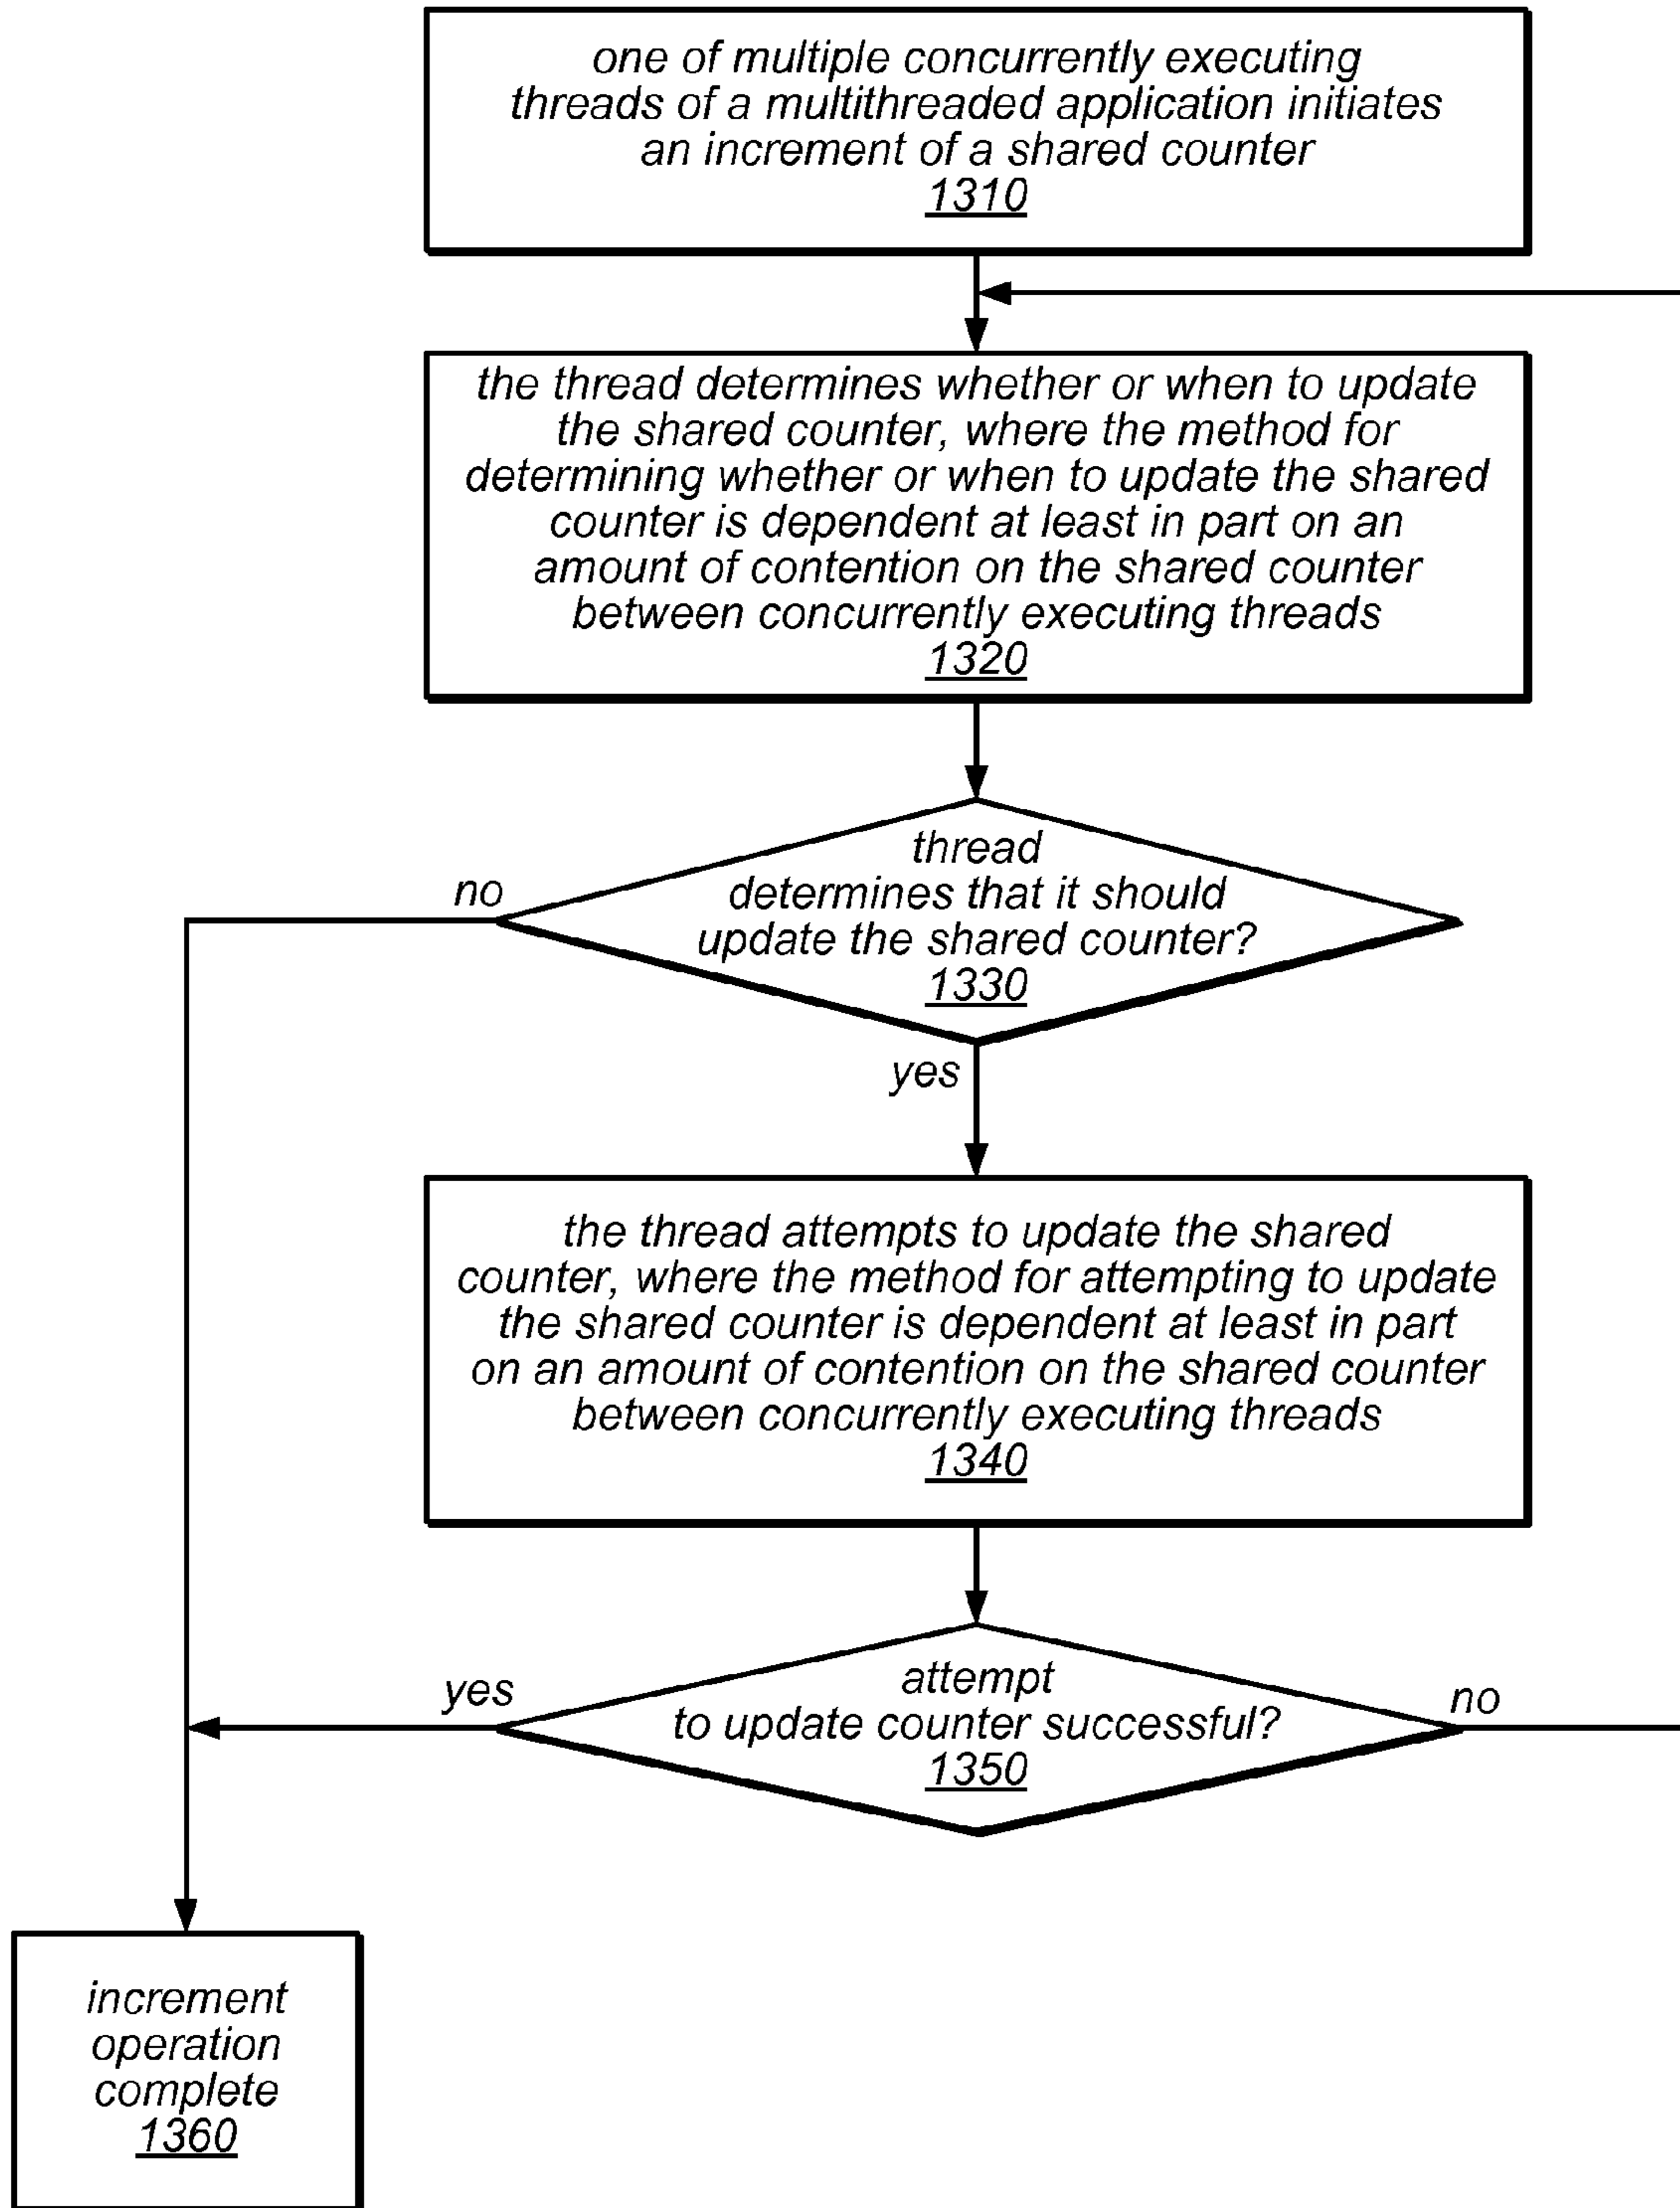 one of multiple concurrently executing
threads of a multithreaded application initiates
an increment of a shared counter
1310
the thread determines whether or when to update
the shared counter, where the method for
determining whether or when to update the shared
counter is dependent at least in part on an
amount of contention on the shared counter
between concurrently executing threads
1320
thread
determines that it should
update the shared counter?
1330
no
yes
the thread attempts to update the shared
counter, where the method for attempting to update
the shared counter is dependent at least in part
on an amount of contention on the shared counter
between concurrently executing threads
1340
attempt
to update counter successful?
1350
yes
no
increment
operation
complete
1360